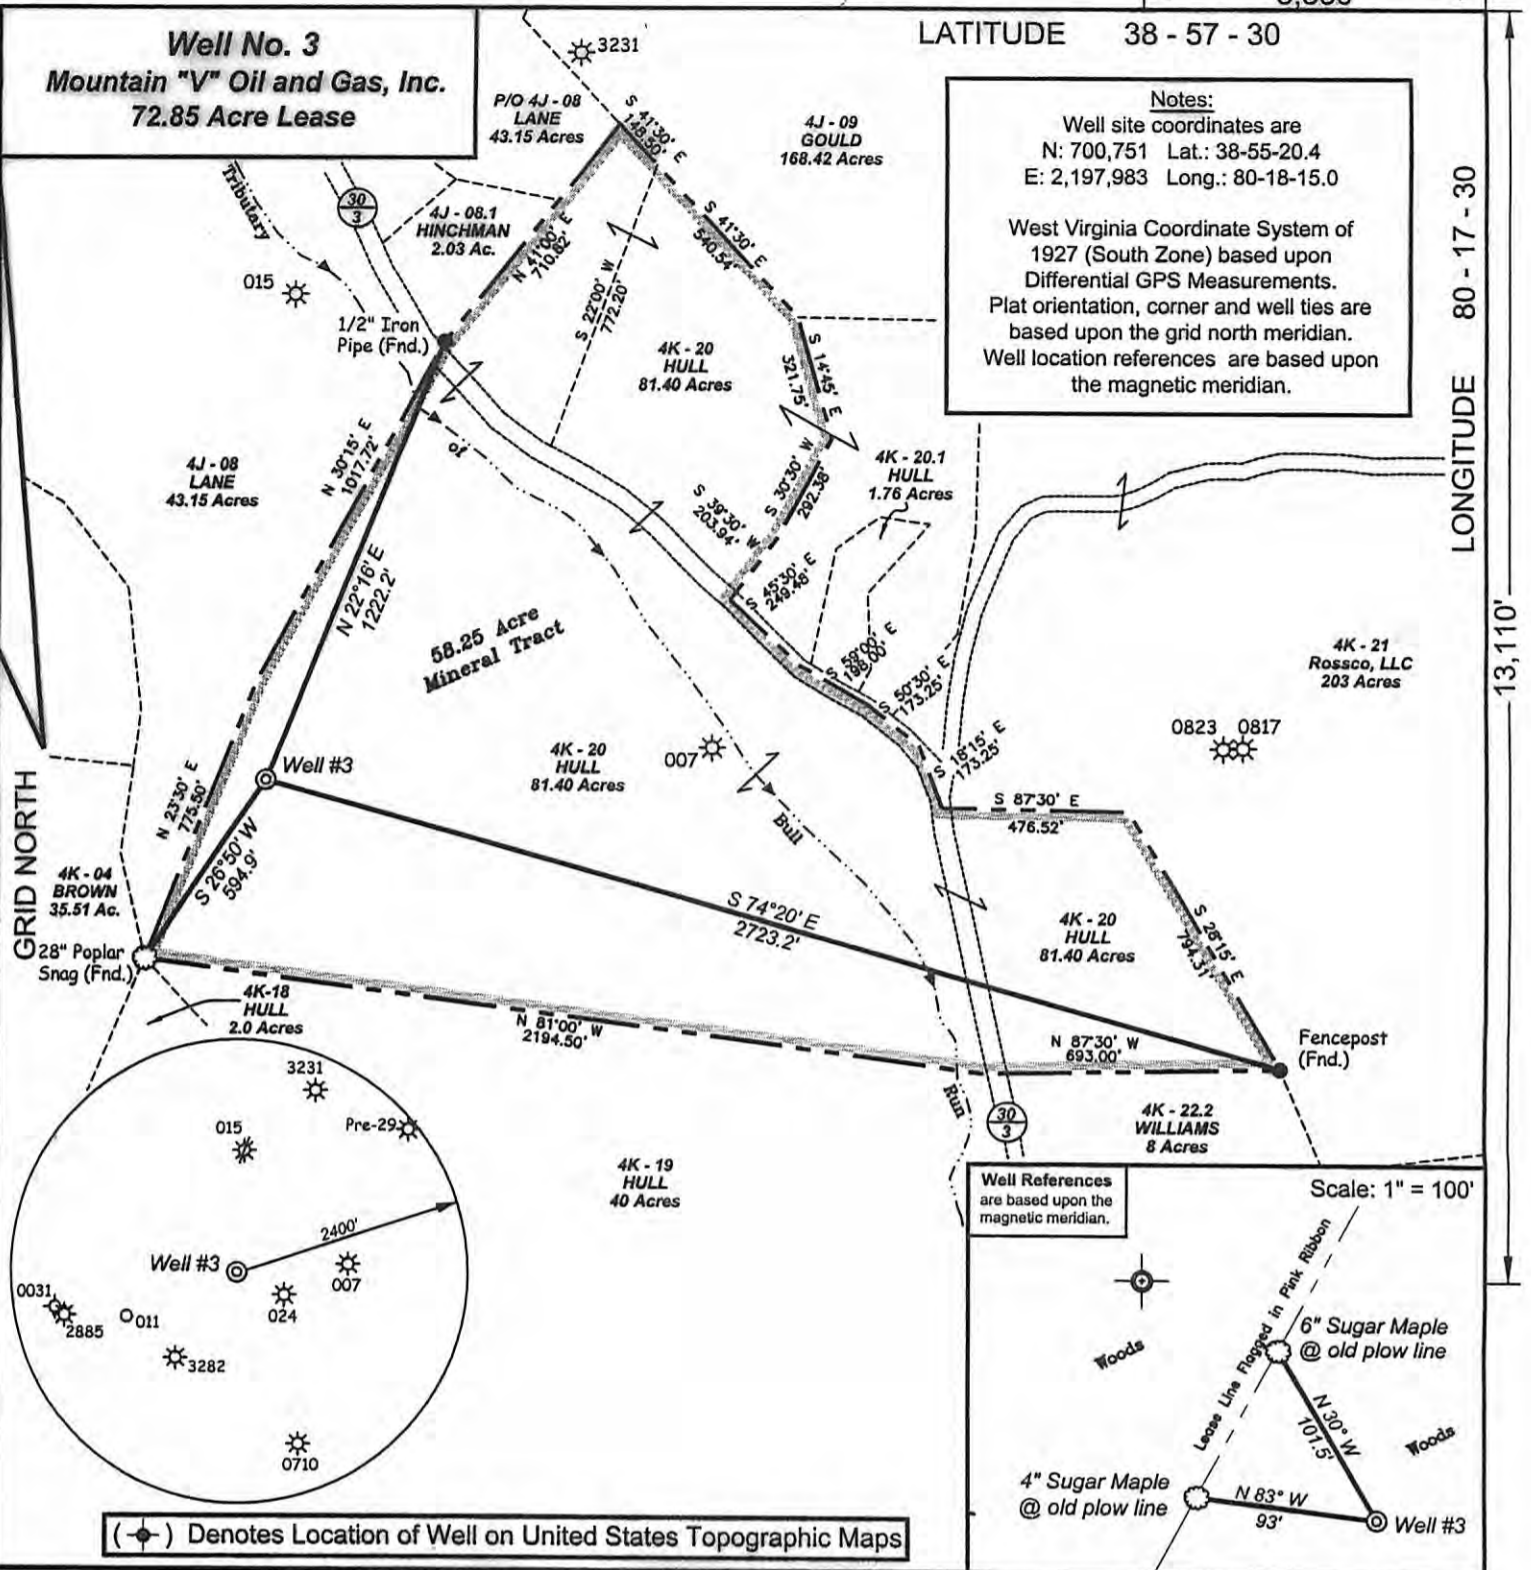 LATITUDE 38 - 57 - 30
Well No. 3
Mountain "V" Oil and Gas, Inc.
72.85 Acre Lease
3231
P/O 4J - 08
LANE
43.15 Acres
S 41°30' E
148.50'
4J - 09
GOULD
168.42 Acres
Notes:
Well site coordinates are
N: 700,751 Lat.: 38-55-20.4
E: 2,197,983 Long.: 80-18-15.0
West Virginia Coordinate System of
1927 (South Zone) based upon
Differential GPS Measurements.
Plat orientation, corner and well ties are
based upon the grid north meridian.
Well location references are based upon
the magnetic meridian.
LONGITUDE 80 - 17 - 30
13,110'
Tributary
30
3
4J - 08.1
HINCHMAN
2.03 Ac.
N 41°00' E
710.82'
S 22°00' W
772.20'
S 41°30' E
540.54'
015
1/2" Iron
Pipe (Fnd.)
4K - 20
HULL
81.40 Acres
S 14°45' E
321.75'
of
4J - 08
LANE
43.15 Acres
N 30°15' E
1017.72'
S 30°30' W
292.38'
S 39°30' W
203.94'
4K - 20.1
HULL
1.76 Acres
N 22°16' E
1222.2'
58.25 Acre
Mineral Tract
S 45°30' E
249.48'
S 59°00' E
198.00'
S 50°30' E
173.25'
S 18°15' E
173.25'
4K - 21
Rossco, LLC
203 Acres
0823 0817
4K - 20
HULL
81.40 Acres
007
Well #3
Bull
S 87°30' E
476.52'
GRID NORTH
N 23°30' E
775.50'
S 26°50' W
594.9'
4K - 04
BROWN
35.51 Ac.
28" Poplar
Snag (Fnd.)
S 74°20' E
2723.2'
4K - 20
HULL
81.40 Acres
S 28°15' E
794.31'
4K-18
HULL
2.0 Acres
N 81°00' W
2194.50'
N 87°30' W
693.00'
Fencepost
(Fnd.)
Run
30
3
4K - 22.2
WILLIAMS
8 Acres
4K - 19
HULL
40 Acres
3231
015
Pre-29
2400'
Well #3
007
024
0031
2885
011
3282
0710
Well References
are based upon the
magnetic meridian.
Scale: 1" = 100'
Lease Line Flagged in Pink Ribbon
Woods
6" Sugar Maple
@ old plow line
N 30° W
101.5'
Woods
4" Sugar Maple
@ old plow line
N 83° W
93'
Well #3
( ) Denotes Location of Well on United States Topographic Maps